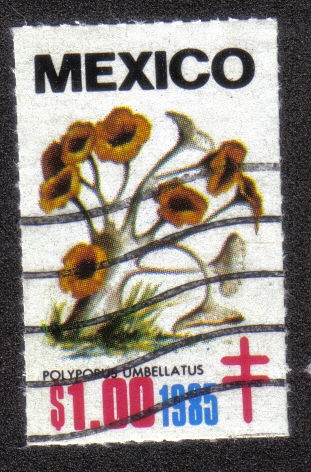 MEXICO
POLYPORUS UMBELLATUS
$1.00 1985